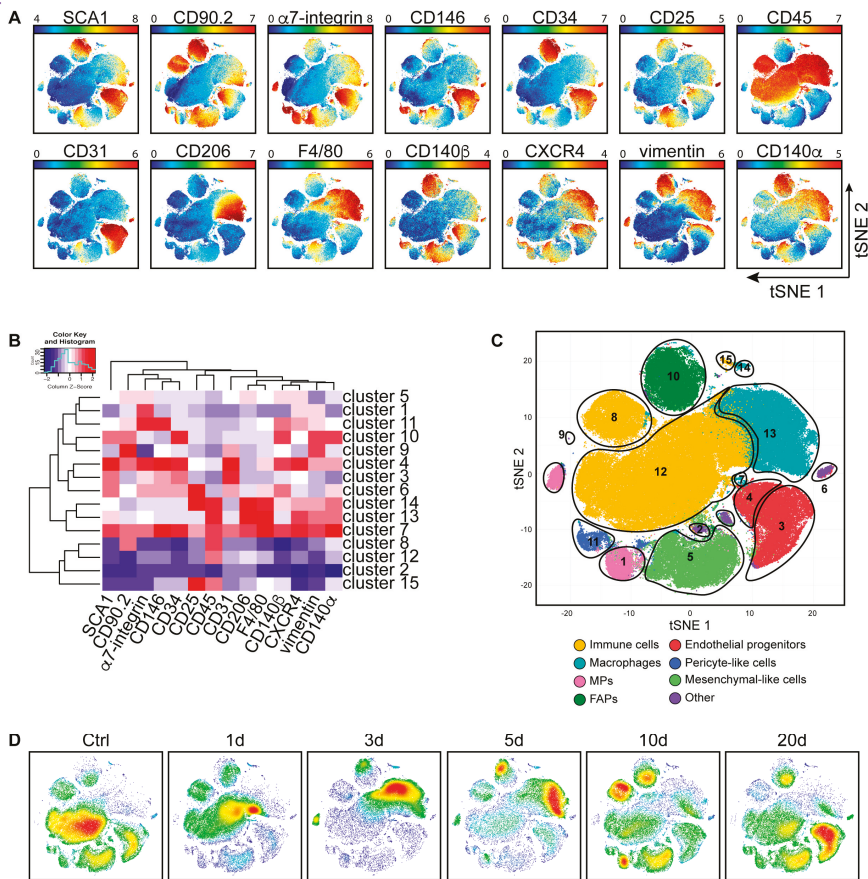 A
SCA1 CD90.2 α7-integrin CD146 CD34 CD25 CD45
4 8 0 7 0 8 0 6 0 7 0 6 0 7
CD31 CD206 F4/80 CD140β CXCR4 vimentin CD140α
0 6 0 7 0 6 0 4 0 4 0 7 0 5
tSNE 2
tSNE 1
B
Color Key
and Histogram
-2 0 1 2
Column Z-Score
cluster 5
cluster 1
cluster 11
cluster 10
cluster 9
cluster 4
cluster 3
cluster 6
cluster 14
cluster 13
cluster 7
cluster 8
cluster 12
cluster 2
cluster 15
SCA1
CD90.2
α7-integrin
CD146
CD34
CD25
CD45
CD31
CD206
F4/80
CD140β
CXCR4
vimentin
CD140α
C
20
10
0
-10
-20
tSNE 2
15
14
10
8
9
13
12
7
6
4
3
2
11
5
1
-20 -10 0 10 20
tSNE 1
Immune cells
Macrophages
MPs
FAPs
Endothelial progenitors
Pericyte-like cells
Mesenchymal-like cells
Other
D
Ctrl 1d 3d 5d 10d 20d